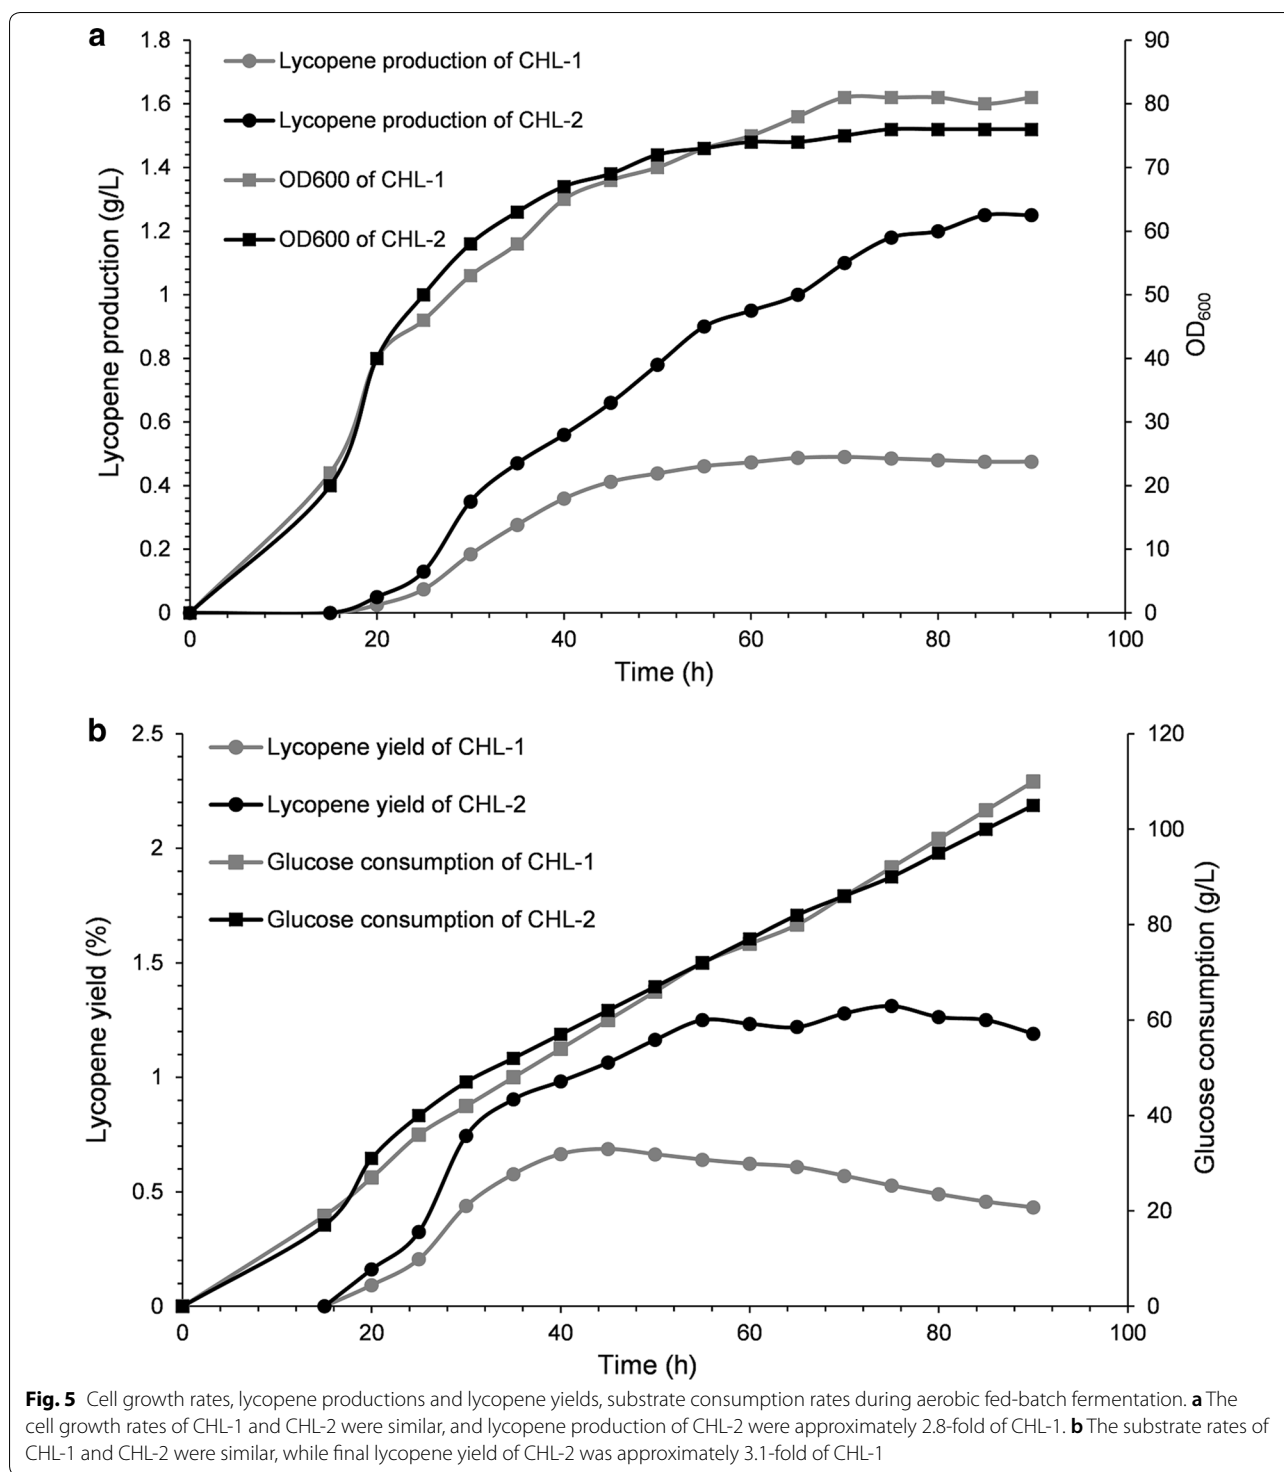 a
1.8
1.6
1.4
1.2
1
0.8
0.6
0.4
0.2
0
Lycopene production (g/L)
Lycopene production of CHL-1
Lycopene production of CHL-2
OD600 of CHL-1
OD600 of CHL-2
90
80
70
60
50
40
30
20
10
0
OD600
0 20 40 60 80 100
Time (h)
b
2.5
2
1.5
1
0.5
0
Lycopene yield (%)
Lycopene yield of CHL-1
Lycopene yield of CHL-2
Glucose consumption of CHL-1
Glucose consumption of CHL-2
120
100
80
60
40
20
0
Glucose consumption (g/L)
0 20 40 60 80 100
Time (h)
Fig. 5 Cell growth rates, lycopene productions and lycopene yields, substrate consumption rates during aerobic fed-batch fermentation. a The
cell growth rates of CHL-1 and CHL-2 were similar, and lycopene production of CHL-2 were approximately 2.8-fold of CHL-1. b The substrate rates of
CHL-1 and CHL-2 were similar, while final lycopene yield of CHL-2 was approximately 3.1-fold of CHL-1